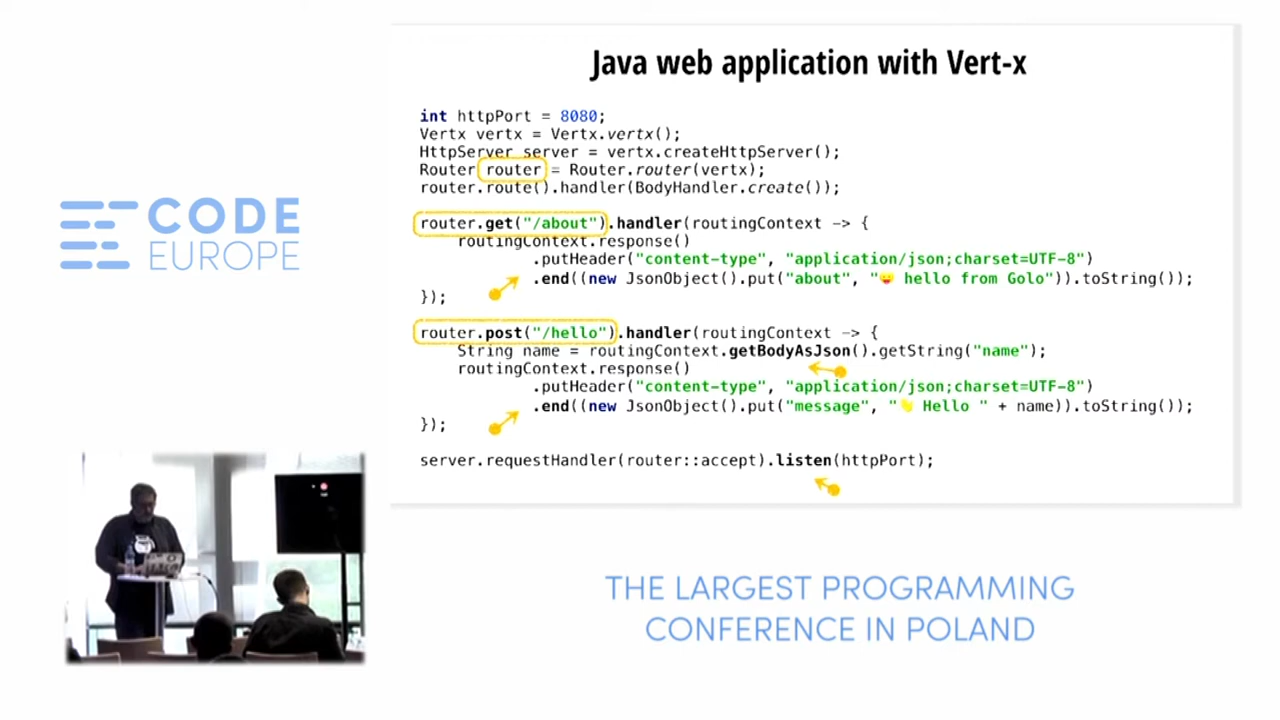 Java web application with Vert-x
int httpPort = 8080;
Vertx vertx = Vertx.vertx();
HttpServer server = vertx.createHttpServer();
Router router = Router.router(vertx);
router.route().handler(BodyHandler.create());
router.get("/about").handler(routingContext -> {
routingContext.response()
.putHeader("content-type", "application/json;charset=UTF-8")
.end((new JsonObject().put("about", "😛 hello from Golo")).toString());
});
router.post("/hello").handler(routingContext -> {
String name = routingContext.getBodyAsJson().getString("name");
routingContext.response()
.putHeader("content-type", "application/json;charset=UTF-8")
.end((new JsonObject().put("message", "👋 Hello " + name)).toString());
});
server.requestHandler(router::accept).listen(httpPort);
CODE
EUROPE
THE LARGEST PROGRAMMING
CONFERENCE IN POLAND